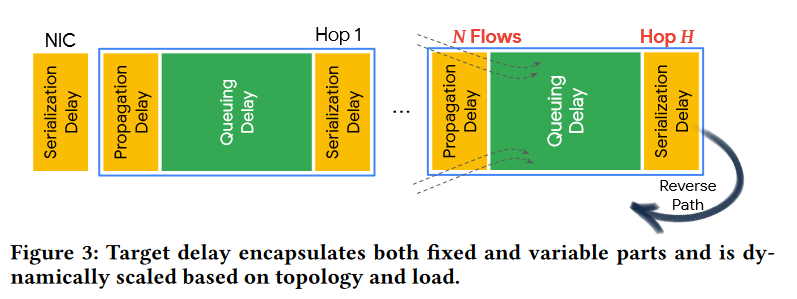 NIC
Serialization
Delay
Propagation
Delay
Queuing
Delay
Hop 1
Serialization
Delay
...
N Flows
Propagation
Delay
Queuing
Delay
Hop H
Serialization
Delay
Reverse
Path
Figure 3: Target delay encapsulates both fixed and variable parts and is dy-
namically scaled based on topology and load.